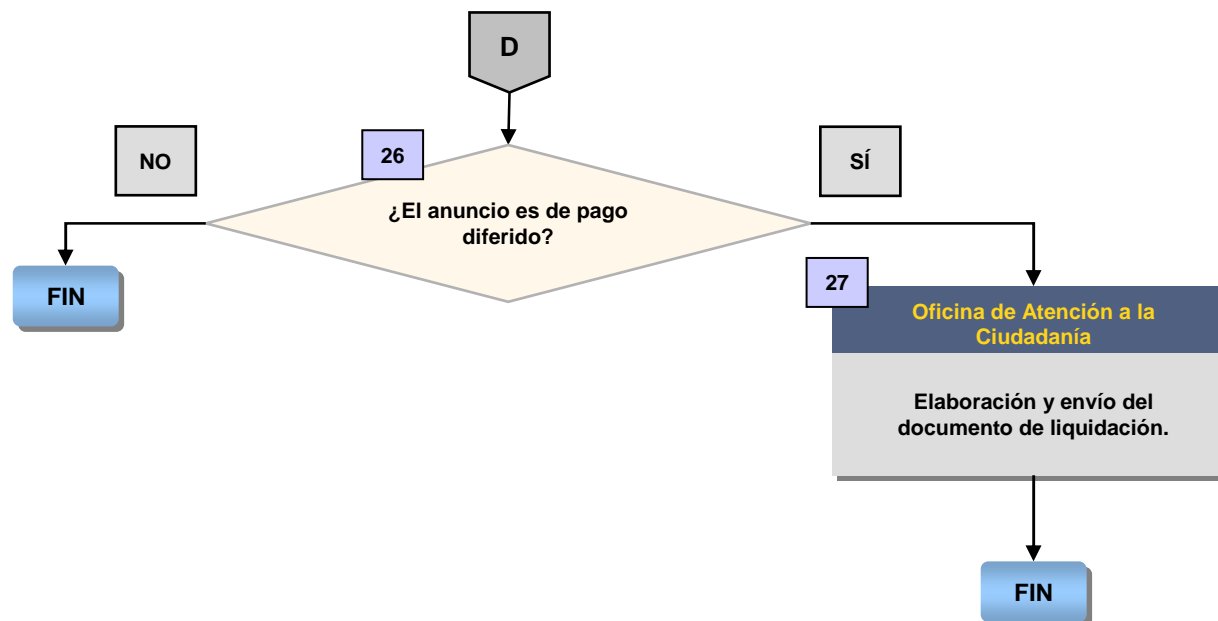 D
NO
26
SÍ
¿El anuncio es de pago
diferido?
FIN
27
Oficina de Atención a la
Ciudadanía
Elaboración y envío del
documento de liquidación.
FIN